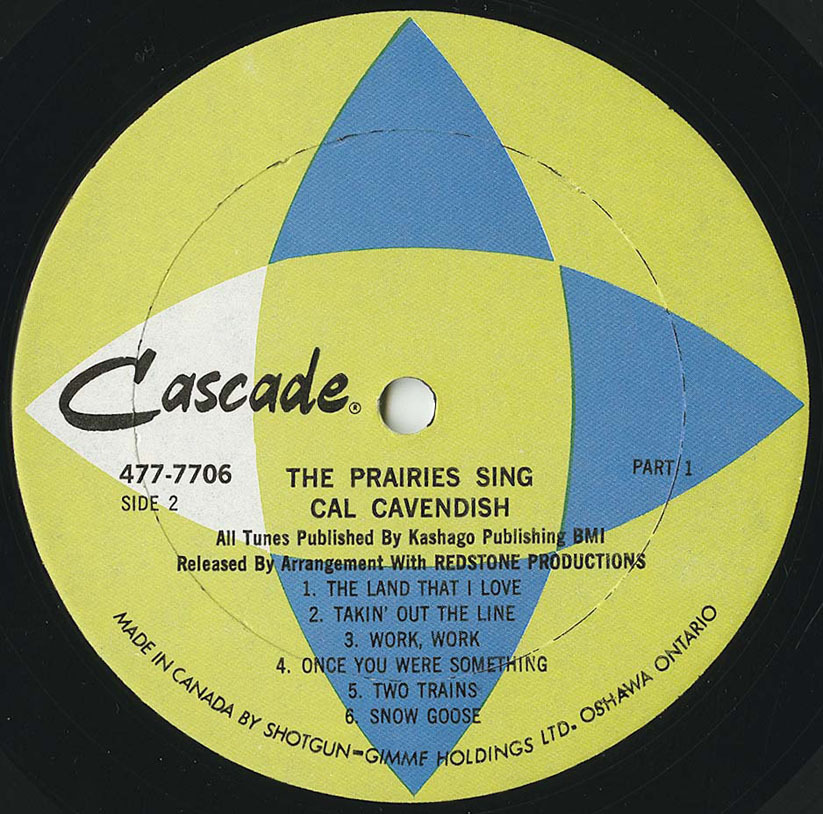 Cascade®
477-7706
SIDE 2
THE PRAIRIES SING
CAL CAVENDISH
PART 1
All Tunes Published By Kashago Publishing BMI
Released By Arrangement With REDSTONE PRODUCTIONS
1. THE LAND THAT I LOVE
2. TAKIN' OUT THE LINE
3. WORK, WORK
4. ONCE YOU WERE SOMETHING
5. TWO TRAINS
6. SNOW GOOSE
MADE IN CANADA BY SHOTGUN-GIMME HOLDINGS LTD. OSHAWA ONTARIO